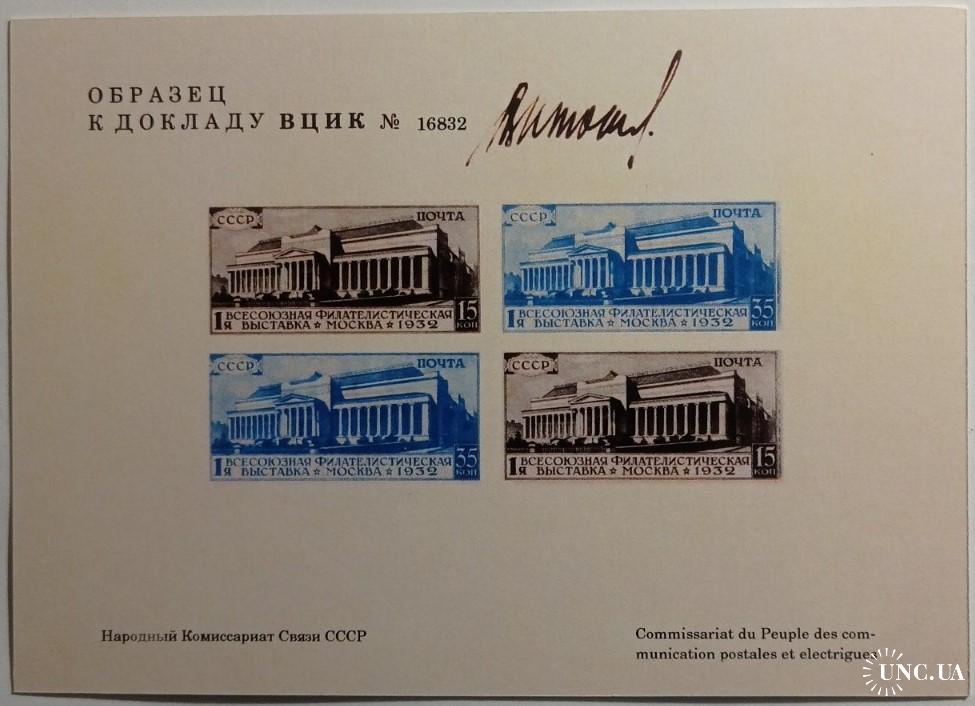 ОБРАЗЕЦ
К ДОКЛАДУ ВЦИК № 16832
СССР
ПОЧТА
1Я ВСЕСОЮЗНАЯ ФИЛАТЕЛИСТИЧЕСКАЯ
ВЫСТАВКА ★ МОСКВА ★ 1932
15 КОП
СССР
ПОЧТА
1Я ВСЕСОЮЗНАЯ ФИЛАТЕЛИСТИЧЕСКАЯ
ВЫСТАВКА ★ МОСКВА ★ 1932
35 КОП
СССР
ПОЧТА
1Я ВСЕСОЮЗНАЯ ФИЛАТЕЛИСТИЧЕСКАЯ
ВЫСТАВКА ★ МОСКВА ★ 1932
35 КОП
СССР
ПОЧТА
1Я ВСЕСОЮЗНАЯ ФИЛАТЕЛИСТИЧЕСКАЯ
ВЫСТАВКА ★ МОСКВА ★ 1932
15 КОП
Народный Комиссариат Связи СССР
Commissariat du Peuple des com-
munication postales et electrigues
UNC.UA